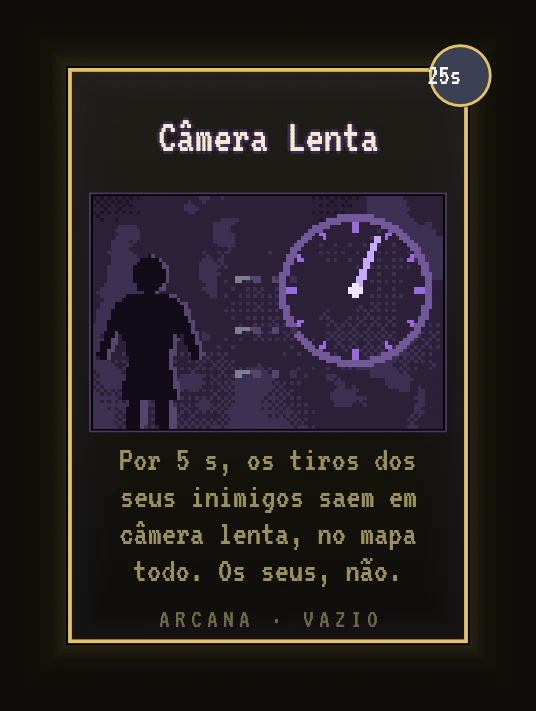 25s
Câmera Lenta
Por 5 s, os tiros dos
seus inimigos saem em
câmera lenta, no mapa
todo. Os seus, não.
ARCANA · VAZIO